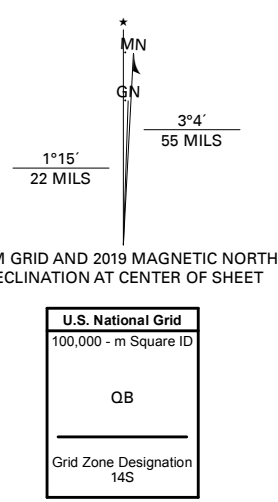 ★
MN
GN
3°4´
55 MILS
1°15´
22 MILS
M GRID AND 2019 MAGNETIC NORTH
ECLINATION AT CENTER OF SHEET
U.S. National Grid
100,000 - m Square ID
QB
Grid Zone Designation
14S